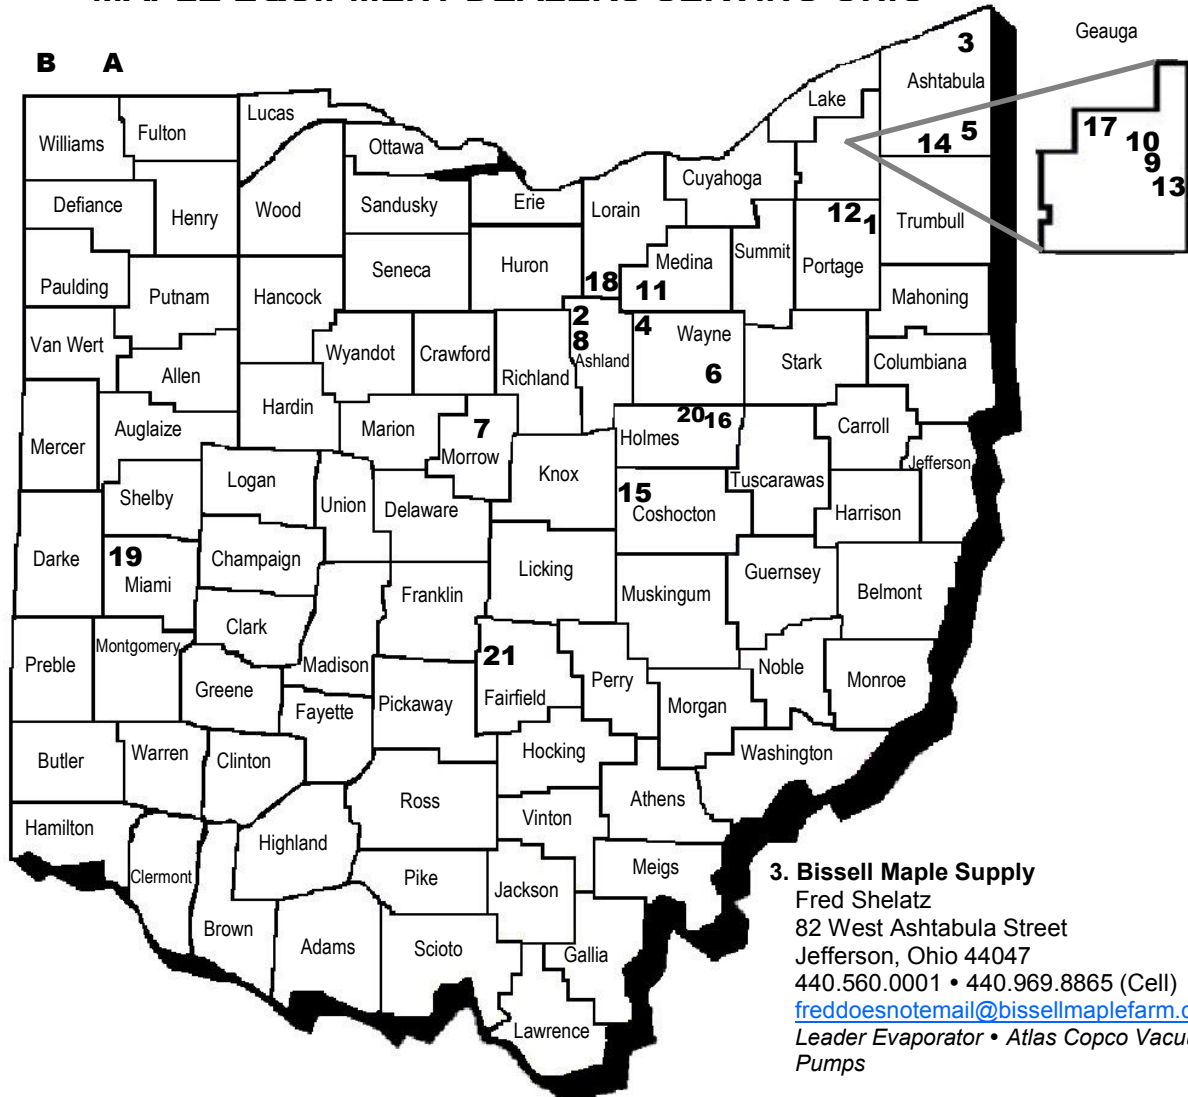 B A
Geauga
3
Ashtabula
Lake
Lucas
Williams
Fulton
Ottawa
14 5
17
10
9
13
Cuyahoga
Defiance
Henry
Wood
Sandusky
Erie
Lorain
12 1
Trumbull
Paulding
Putnam
Hancock
Seneca
Huron
Medina
Summit
Portage
18
11
Mahoning
Van Wert
Allen
Wyandot
Crawford
Richland
2
8
Ashland
4
Wayne
6
Stark
Columbiana
Mercer
Auglaize
Hardin
Marion
7
Morrow
20 16
Holmes
Carroll
Jefferson
Shelby
Logan
Union
Delaware
Knox
15
Coshocton
Tuscarawas
Harrison
Darke
19
Miami
Champaign
Franklin
Licking
Muskingum
Guernsey
Belmont
Clark
Preble
Montgomery
Greene
Madison
Fayette
Pickaway
21
Fairfield
Perry
Morgan
Noble
Monroe
Butler
Warren
Clinton
Hocking
Washington
Ross
Athens
Vinton
Hamilton
Highland
Clermont
Brown
Pike
Jackson
Meigs
Adams
Scioto
Gallia
Lawrence
3. Bissell Maple Supply
Fred Shelatz
82 West Ashtabula Street
Jefferson, Ohio 44047
440.560.0001 • 440.969.8865 (Cell)
freddoesnotemail@bissellmaplefarm.
Leader Evaporator • Atlas Copco
Pumps